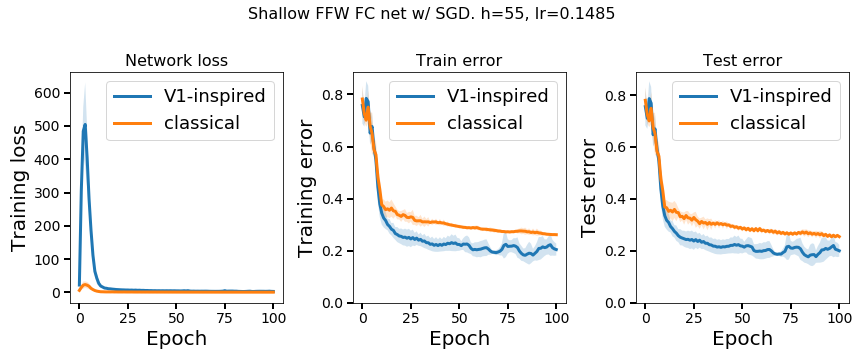 Shallow FFW FC net w/ SGD. h=55, lr=0.1485
Network loss
Training loss
600
500
400
300
200
100
0
V1-inspired
classical
0 25 50 75 100
Epoch
Train error
Training error
0.8
0.6
0.4
0.2
0.0
V1-inspired
classical
0 25 50 75 100
Epoch
Test error
Test error
0.8
0.6
0.4
0.2
0.0
V1-inspired
classical
0 25 50 75 100
Epoch